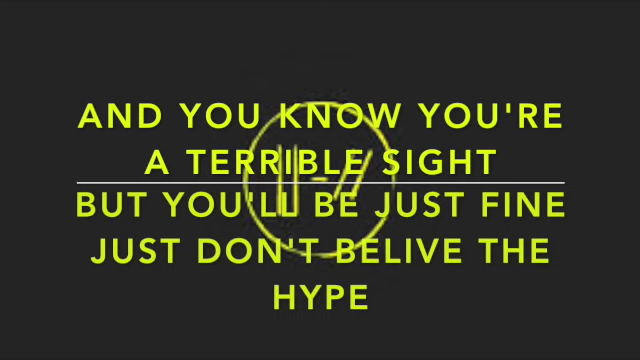 AND YOU KNOW YOU'RE
A TERRIBLE SIGHT
BUT YOU'LL BE JUST FINE
JUST DON'T BELIVE THE
HYPE